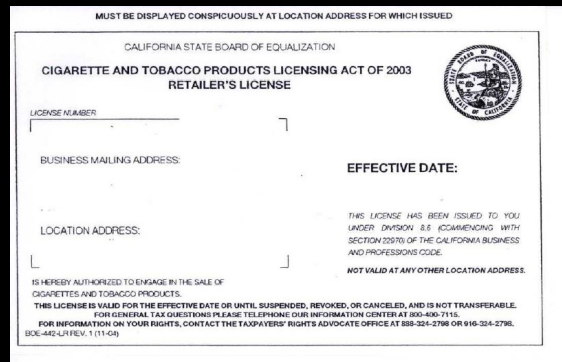 MUST BE DISPLAYED CONSPICUOUSLY AT LOCATION ADDRESS FOR WHICH ISSUED
CALIFORNIA STATE BOARD OF EQUALIZATION
CIGARETTE AND TOBACCO PRODUCTS LICENSING ACT OF 2003
RETAILER'S LICENSE
STATE BOARD OF EQUALIZATION
STATE OF CALIFORNIA
LICENSE NUMBER
BUSINESS MAILING ADDRESS:
EFFECTIVE DATE:
LOCATION ADDRESS:
THIS LICENSE HAS BEEN ISSUED TO YOU
UNDER DIVISION 8.6 (COMMENCING WITH
SECTION 22970) OF THE CALIFORNIA BUSINESS
AND PROFESSIONS CODE.
NOT VALID AT ANY OTHER LOCATION ADDRESS.
IS HEREBY AUTHORIZED TO ENGAGE IN THE SALE OF
CIGARETTES AND TOBACCO PRODUCTS.
THIS LICENSE IS VALID FOR THE EFFECTIVE DATE OR UNTIL SUSPENDED, REVOKED, OR CANCELED, AND IS NOT TRANSFERABLE.
FOR GENERAL TAX QUESTIONS PLEASE TELEPHONE OUR INFORMATION CENTER AT 800-400-7115.
FOR INFORMATION ON YOUR RIGHTS, CONTACT THE TAXPAYERS' RIGHTS ADVOCATE OFFICE AT 888-324-2798 OR 916-324-2798.
BOE-442-LR REV. 1 (11-04)